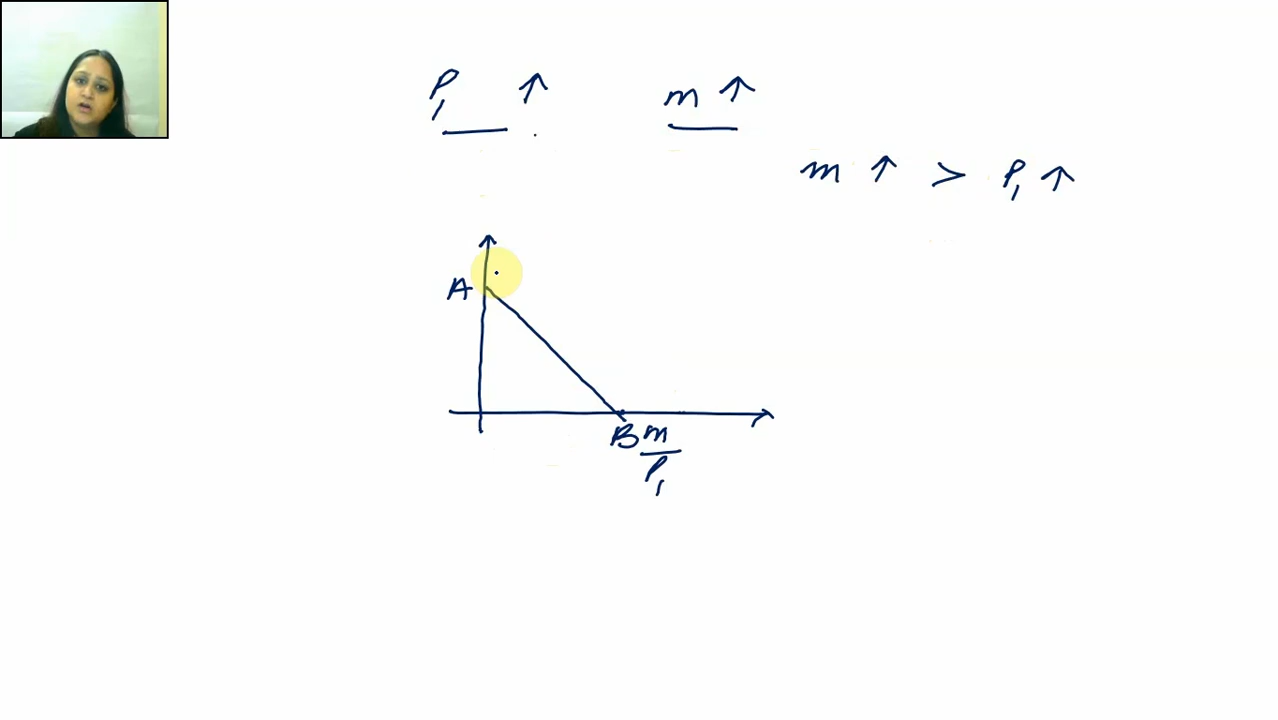 P₁ ↑ m ↑
m ↑ > P₁ ↑
A
B m/P₁